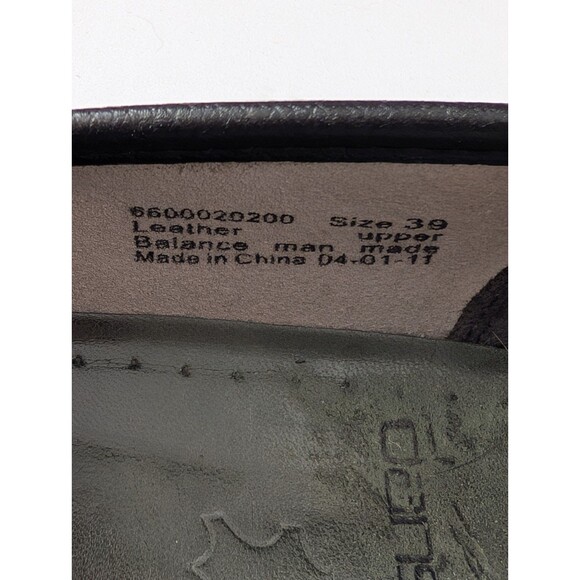 6600020200 Size 39
Leather upper
Balance man made
Made in China 04-01-11